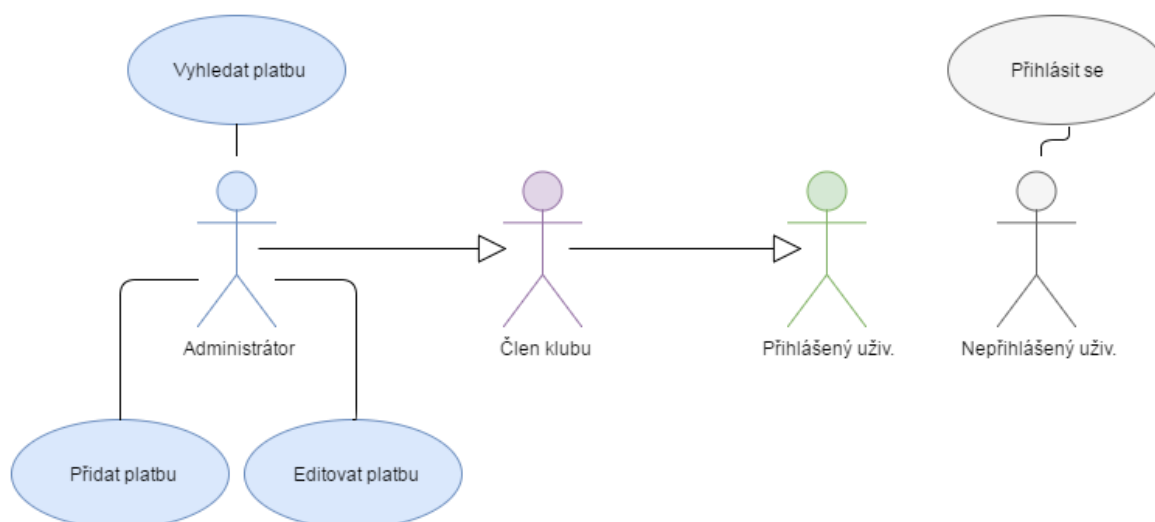 Vyhledat platbu
Přihlásit se
Administrátor
Člen klubu
Přihlášený uživ.
Nepřihlášený uživ.
Přidat platbu
Editovat platbu